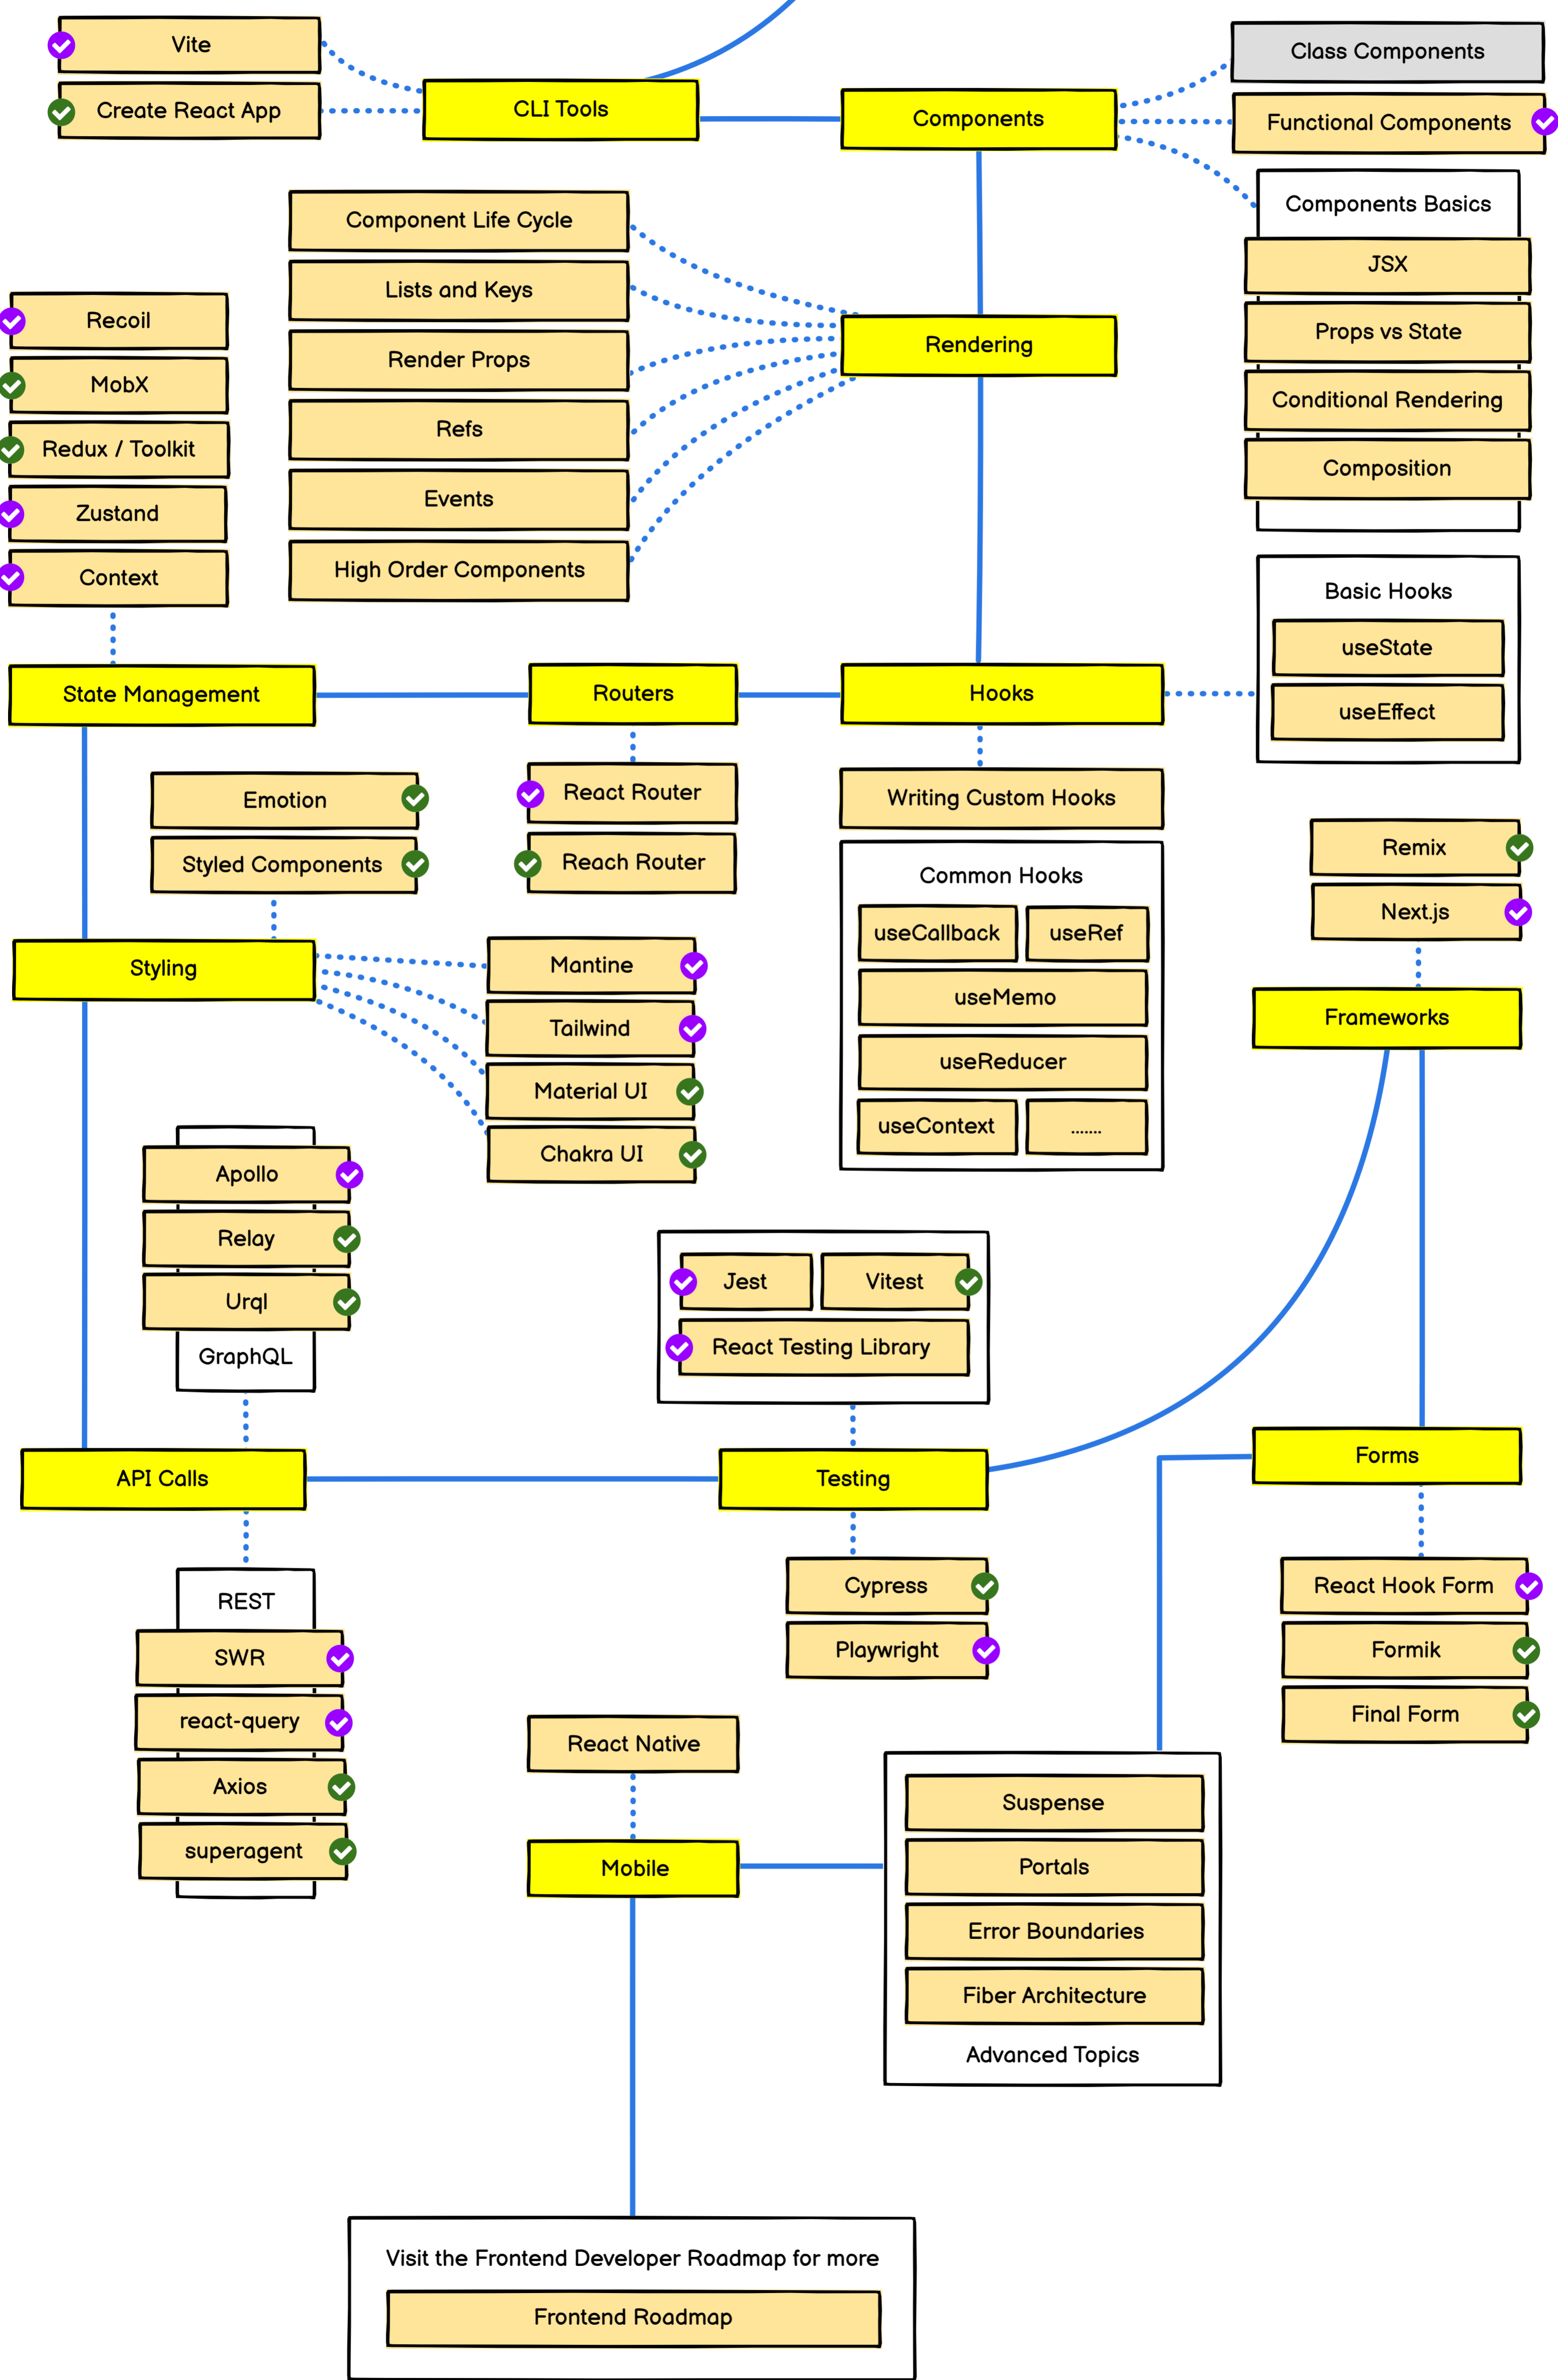 Vite
Create React App
CLI Tools
Components
Class Components
Functional Components
Components Basics
JSX
Props vs State
Conditional Rendering
Composition
Component Life Cycle
Lists and Keys
Render Props
Refs
Events
High Order Components
Rendering
Recoil
MobX
Redux / Toolkit
Zustand
Context
State Management
Routers
Hooks
Basic Hooks
useState
useEffect
React Router
Reach Router
Writing Custom Hooks
Common Hooks
useCallback
useRef
useMemo
useReducer
useContext
.......
Emotion
Styled Components
Styling
Mantine
Tailwind
Material UI
Chakra UI
Remix
Next.js
Frameworks
Apollo
Relay
Urql
GraphQL
Jest
Vitest
React Testing Library
API Calls
Testing
Forms
REST
SWR
react-query
Axios
superagent
Cypress
Playwright
React Hook Form
Formik
Final Form
React Native
Mobile
Suspense
Portals
Error Boundaries
Fiber Architecture
Advanced Topics
Visit the Frontend Developer Roadmap for more
Frontend Roadmap